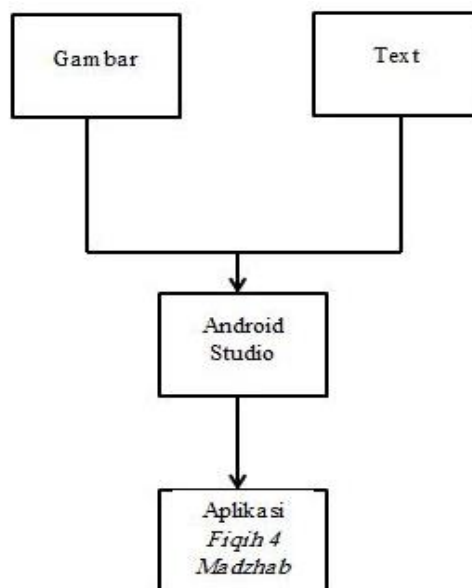 Gambar
Text
Android
Studio
Aplikasi
Fiqih 4
Madzhab